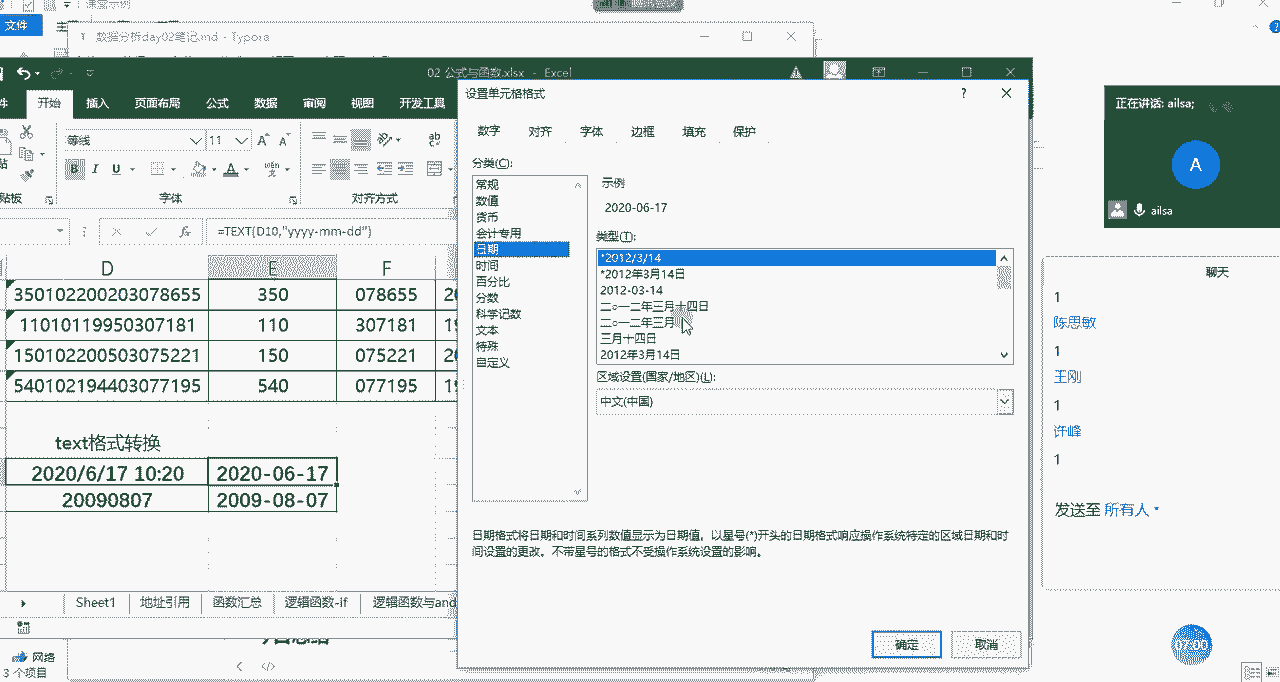 课堂示例
文件
数据分析day02笔记.md - Typora
02 公式与函数.xlsx - Excel
开始 插入 页面布局 公式 数据 审阅 视图 开发工具
等线 11
B I U
字体
对齐方式
=TEXT(D10,"yyyy-mm-dd")
D E F
350102200203078655 350 078655
11010119950307181 110 307181
150102200503075221 150 075221
540102194403077195 540 077195
text格式转换
2020/6/17 10:20 2020-06-17
20090807 2009-08-07
Sheet1 地址引用 函数汇总 逻辑函数-if 逻辑函数与and
网络
3 个项目
设置单元格格式
数字 对齐 字体 边框 填充 保护
分类(C):
常规
数值
货币
会计专用
日期
时间
百分比
分数
科学记数
文本
特殊
自定义
示例
2020-06-17
类型(T):
*2012/3/14
*2012年3月14日
2012-03-14
二○一二年三月十四日
二○一二年三月
三月十四日
2012年3月14日
区域设置(国家/地区)(L):
中文(中国)
日期格式将日期和时间系列数值显示为日期值。以星号(*)开头的日期格式响应操作系统特定的区域日期和时
间设置的更改。不带星号的格式不受操作系统设置的影响。
确定 取消
正在讲话: ailsa;
A
ailsa
聊天
1
陈思敏
1
王刚
1
许峰
1
发送至 所有人
07:00